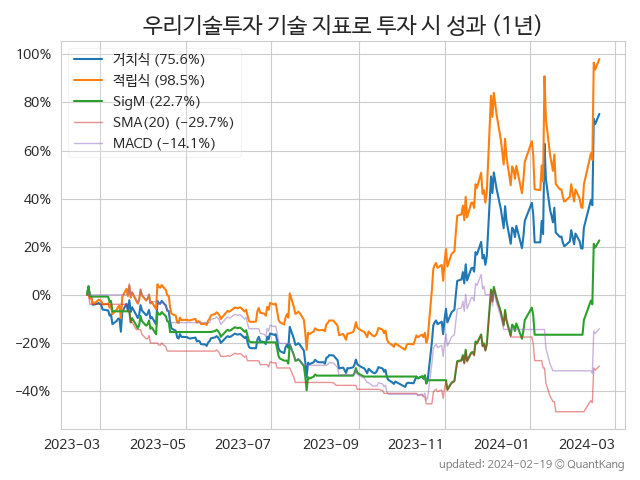 우리기술투자 기술 지표로 투자 시 성과 (1년)
거치식 (75.6%)
적립식 (98.5%)
SigM (22.7%)
SMA(20) (−29.7%)
MACD (−14.1%)
100%
80%
60%
40%
20%
0%
−20%
−40%
2023-03
2023-05
2023-07
2023-09
2023-11
2024-01
2024-03
updated: 2024-02-19 © QuantKang